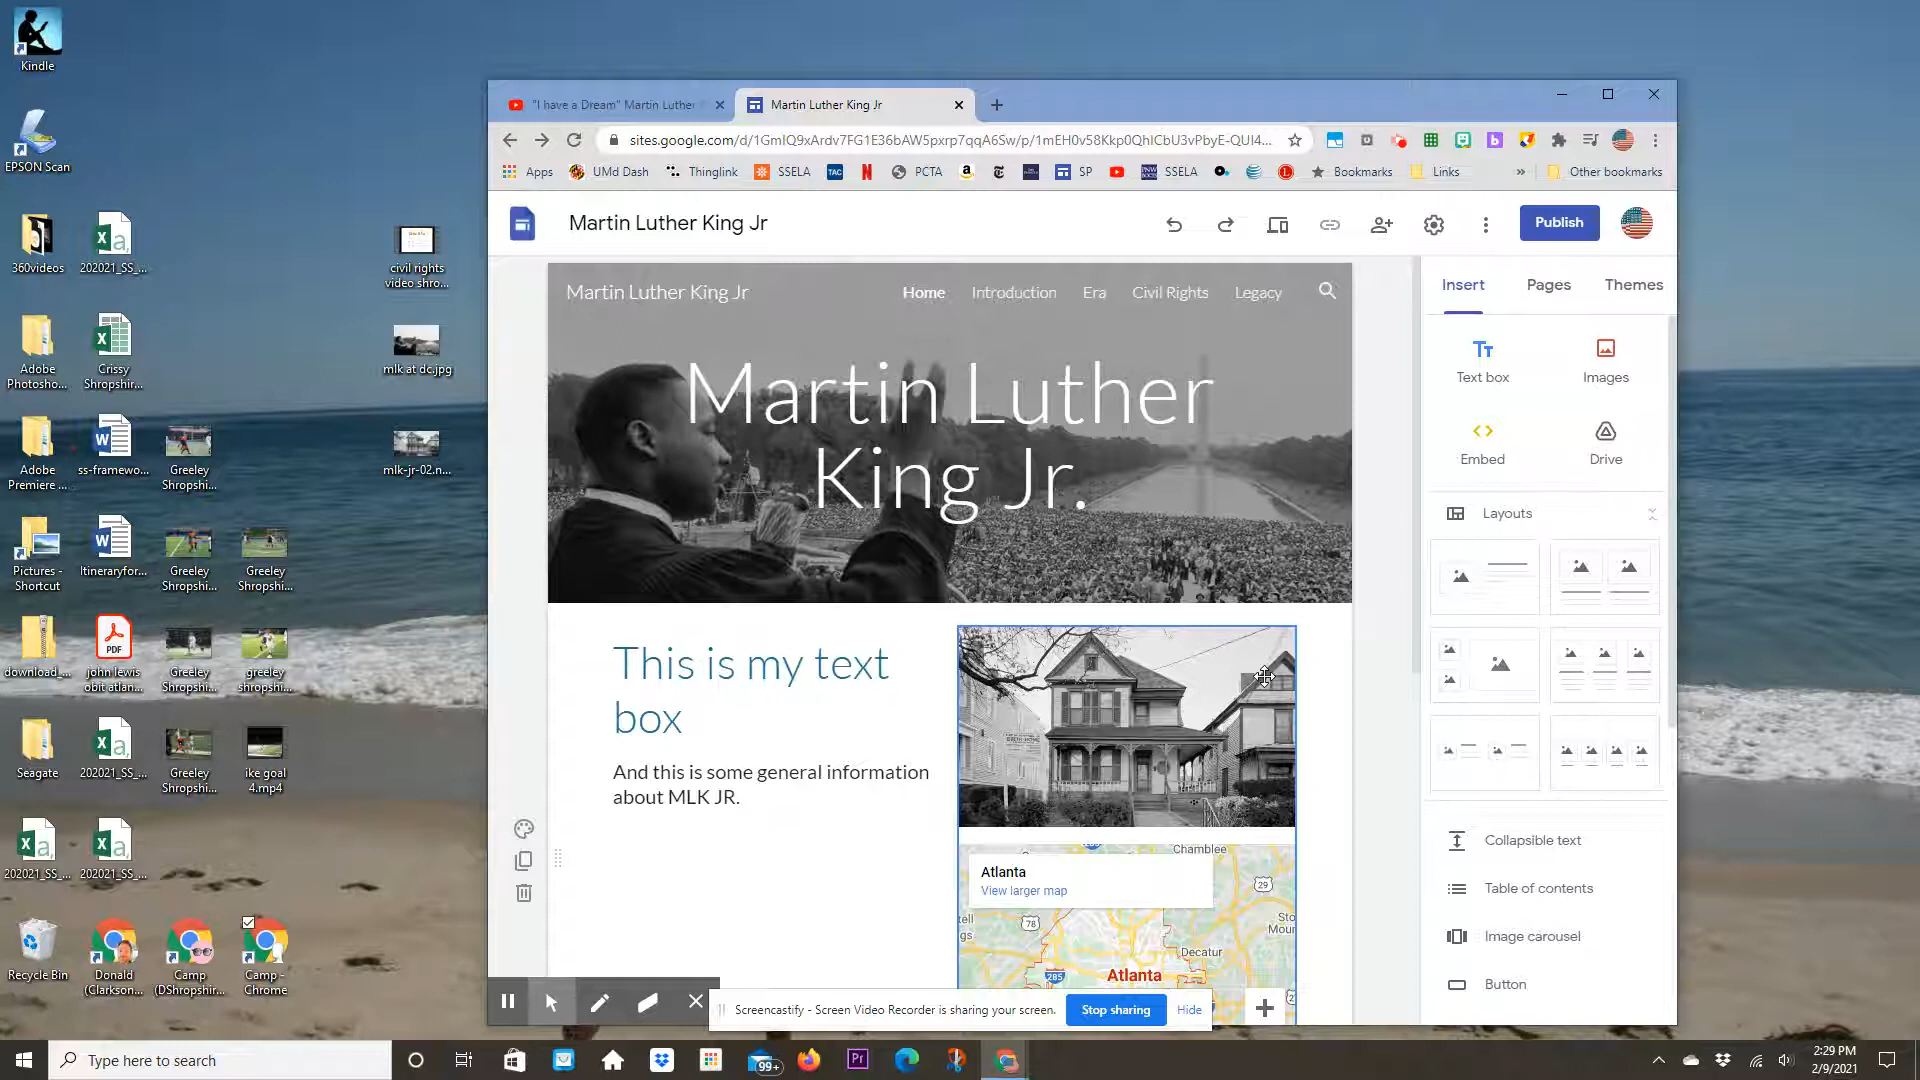 Kindle
EPSON Scan
360videos
202021_SS_...
civil rights
video shro...
Adobe
Photosho...
Crissy
Shropshir...
mlk at dc.jpg
Adobe
Premiere ...
ss-framewo...
Greeley
Shropshi...
mlk-jr-02.n...
Pictures -
Shortcut
Itineraryfor...
Greeley
Shropshi...
Greeley
Shropshi...
download_...
PDF
john lewis
obit atlan...
Greeley
Shropshi...
greeley
shropshi...
Seagate
202021_SS_...
Greeley
Shropshi...
ike goal
4.mp4
202021_SS_...
202021_SS_...
Recycle Bin
Donald
(Clarkson...
Camp
(DShropshir...
Camp -
Chrome
"I have a Dream" Martin Luther
Martin Luther King Jr
sites.google.com/d/1GmIQ9xArdv7FG1E36bAW5pxrp7qqA6Sw/p/1mEH0v58Kkp0QhICbU3vPbyE-QUI4...
Apps
UMd Dash
Thinglink
SSELA
TAC
PCTA
SP
SSELA
Bookmarks
Links
»
Other bookmarks
Martin Luther King Jr
Publish
Martin Luther King Jr
Home
Introduction
Era
Civil Rights
Legacy
Martin Luther
King Jr.
This is my text
box
And this is some general information
about MLK JR.
Chamblee
Atlanta
View larger map
29
78
Decatur
285
Atlanta
Insert
Pages
Themes
Text box
Images
Embed
Drive
Layouts
Collapsible text
Table of contents
Image carousel
Button
Screencastify - Screen Video Recorder is sharing your screen.
Stop sharing
Hide
Type here to search
99+
Pr
2:29 PM
2/9/2021